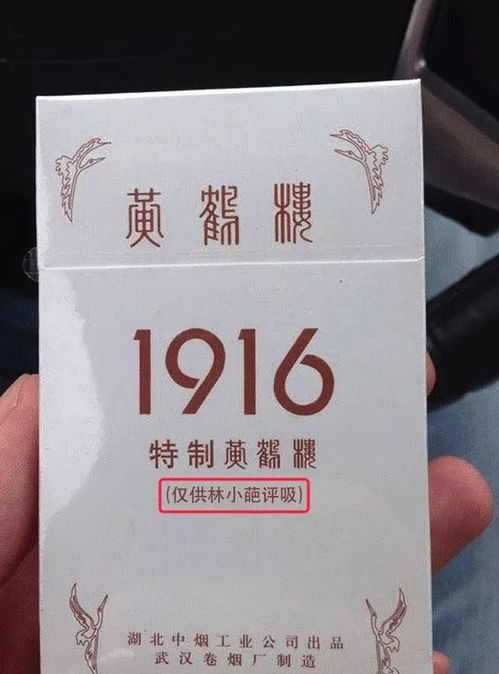 黄鹤楼
1916
特制黄鹤楼
(仅供林小葩评吸)
湖北中烟工业公司出品
武汉卷烟厂制造